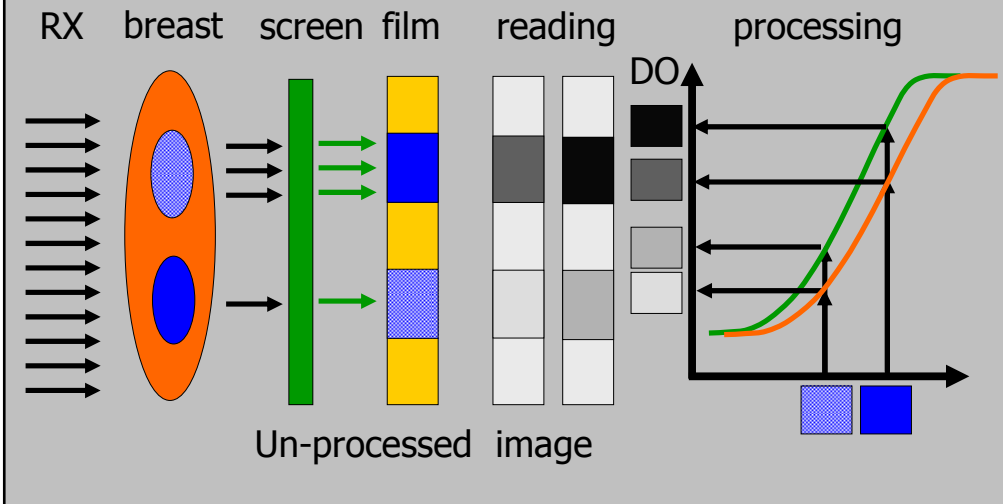 RX breast screen film reading processing
DO
Un-processed image